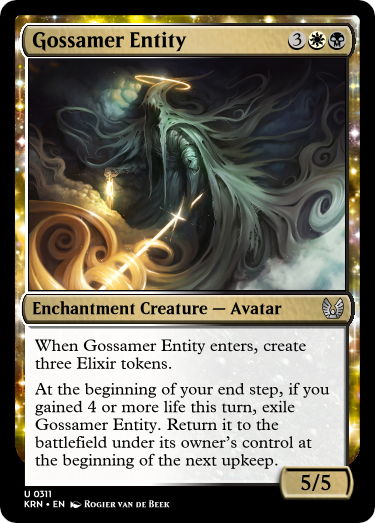 Gossamer Entity 3
Enchantment Creature — Avatar
When Gossamer Entity enters, create
three Elixir tokens.
At the beginning of your end step, if you
gained 4 or more life this turn, exile
Gossamer Entity. Return it to the
battlefield under its owner's control at
the beginning of the next upkeep.
5/5
U 0311
KRN • EN Rogier van de Beek